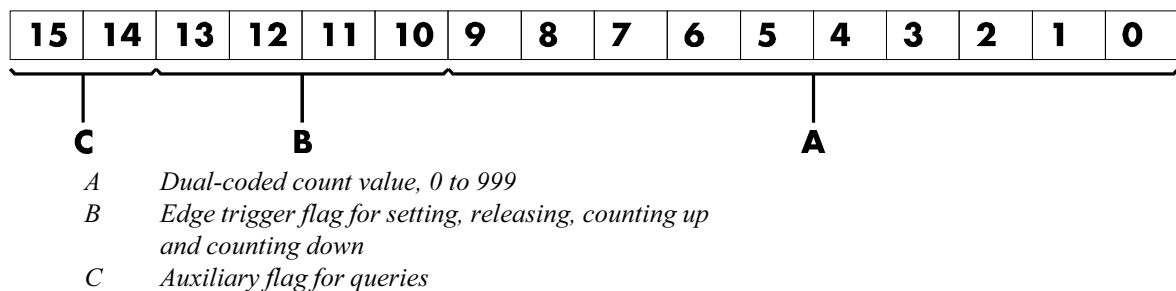 15 14 13 12 11 10 9 8 7 6 5 4 3 2 1 0
C B A
A Dual-coded count value, 0 to 999
B Edge trigger flag for setting, releasing, counting up
and counting down
C Auxiliary flag for queries